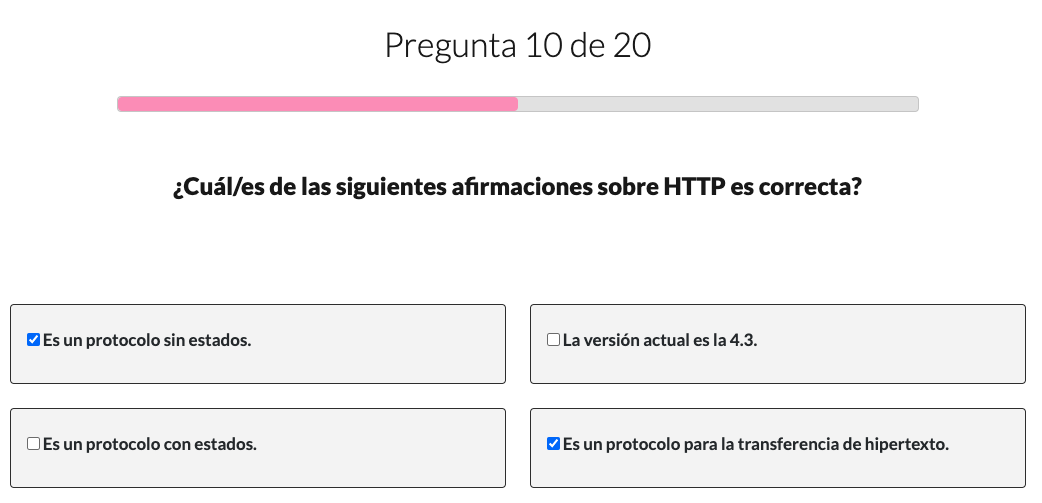 Pregunta 10 de 20
¿Cuál/es de las siguientes afirmaciones sobre HTTP es correcta?
Es un protocolo sin estados.
La versión actual es la 4.3.
Es un protocolo con estados.
Es un protocolo para la transferencia de hipertexto.